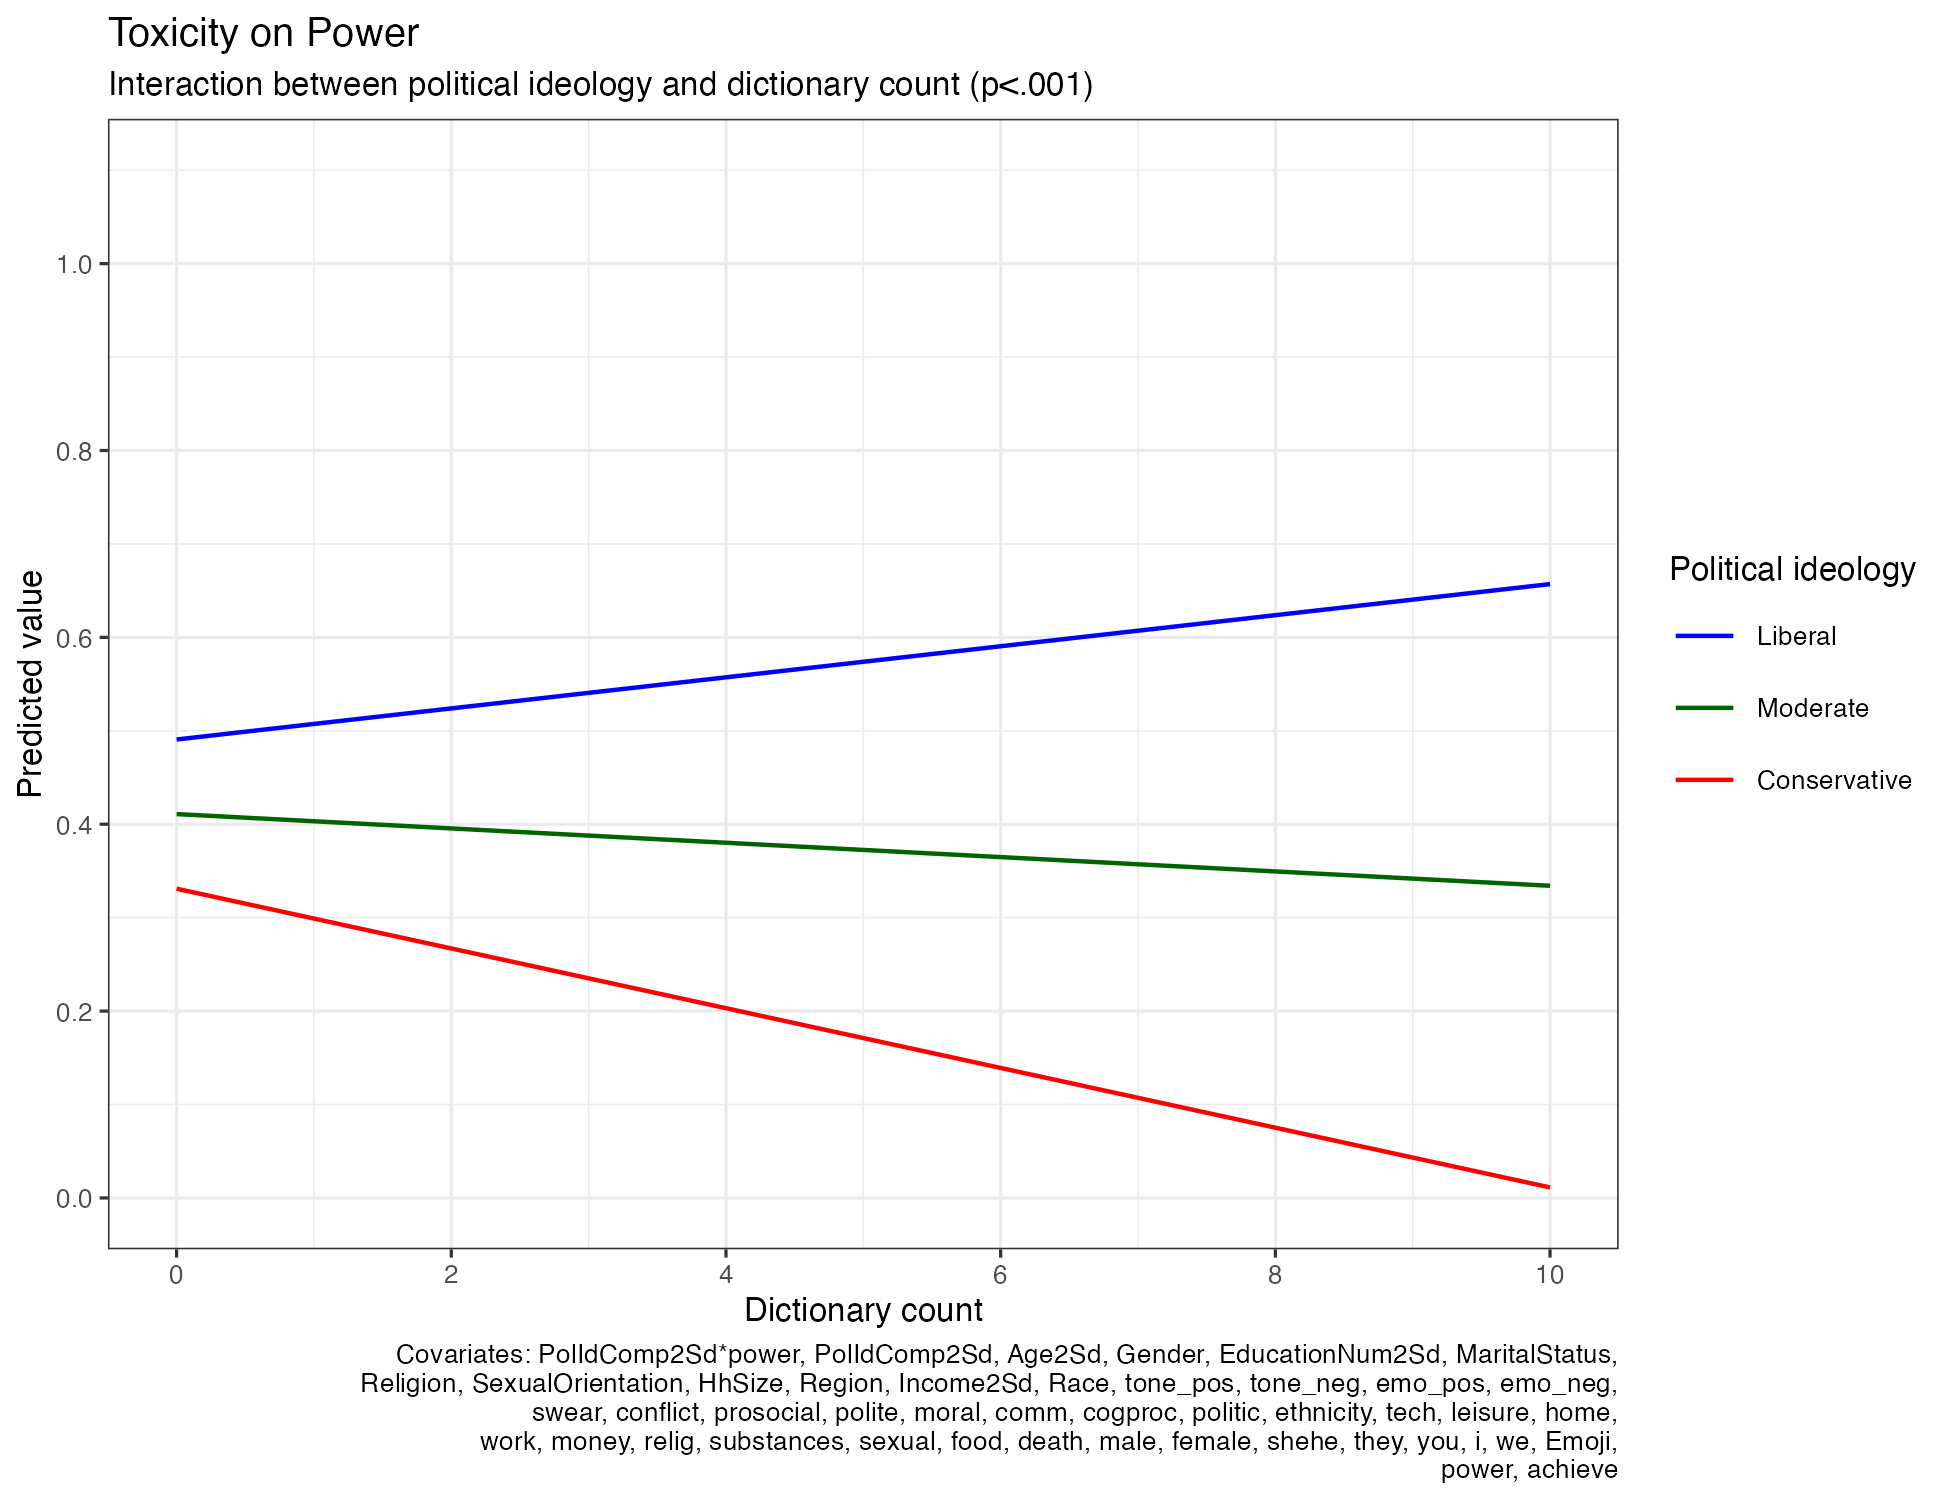 Toxicity on Power
Interaction between political ideology and dictionary count (p<.001)
Predicted value
1.0
0.8
0.6
0.4
0.2
0.0
0
2
4
6
8
10
Dictionary count
Political ideology
Liberal
Moderate
Conservative
Covariates: PolIdComp2Sd*power, PolIdComp2Sd, Age2Sd, Gender, EducationNum2Sd, MaritalStatus,
Religion, SexualOrientation, HhSize, Region, Income2Sd, Race, tone_pos, tone_neg, emo_pos, emo_neg,
swear, conflict, prosocial, polite, moral, comm, cogproc, politic, ethnicity, tech, leisure, home,
work, money, relig, substances, sexual, food, death, male, female, shehe, they, you, i, we, Emoji,
power, achieve